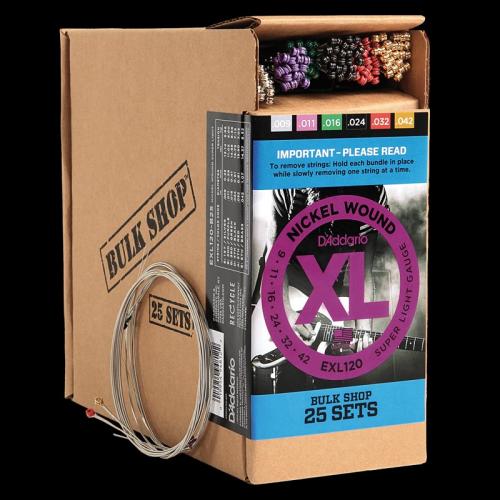 .009 .011 .016 .024 .032 .042
IMPORTANT – PLEASE READ
To remove strings: Hold each bundle in place
while slowly removing one string at a time.
NICKEL WOUND
D'Addario
XL
9 • 11 • 16 • 24 • 32 • 42
EXL120
SUPER LIGHT GAUGE
BULK SHOP
25 SETS
BULK SHOP
25 SETS
EXL120-B25
RECYCLE
D'Addario